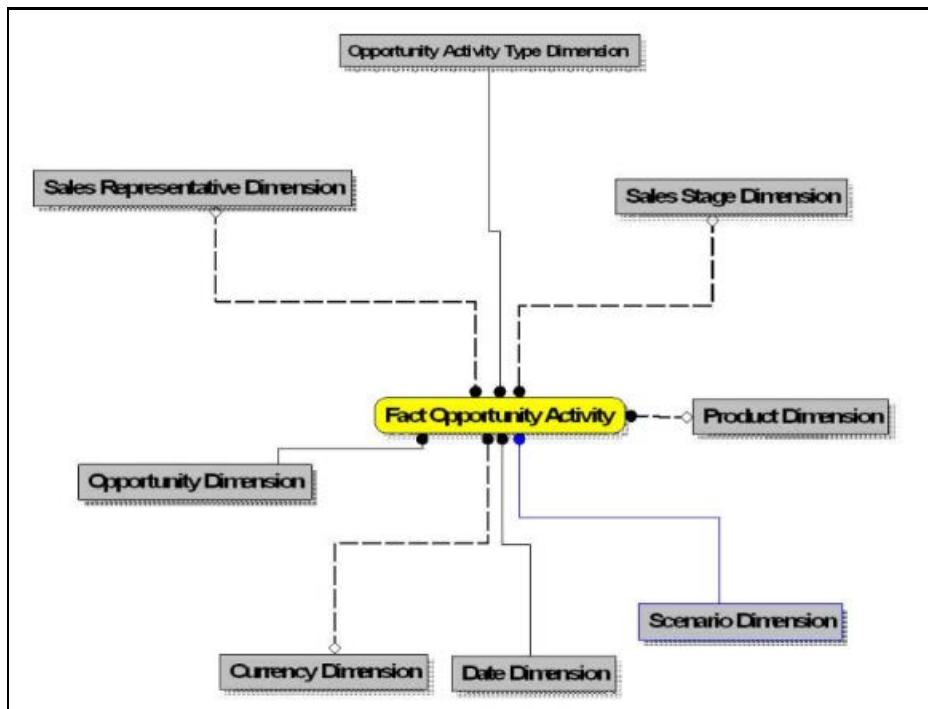 Opportunity Activity Type Dimension
Sales Representative Dimension
Sales Stage Dimension
Fact Opportunity Activity
Product Dimension
Opportunity Dimension
Scenario Dimension
Currency Dimension
Date Dimension